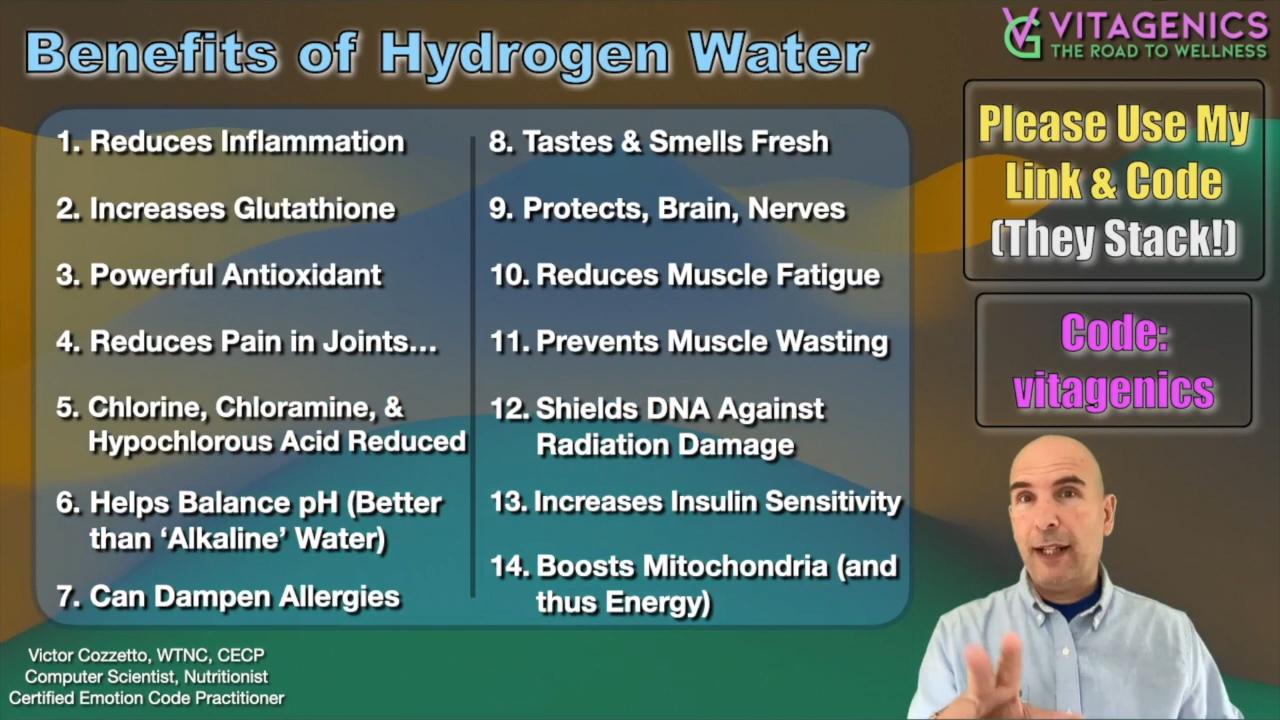 Benefits of Hydrogen Water
1. Reduces Inflammation
2. Increases Glutathione
3. Powerful Antioxidant
4. Reduces Pain in Joints...
5. Chlorine, Chloramine, &
Hypochlorous Acid Reduced
6. Helps Balance pH (Better
than ‘Alkaline’ Water)
7. Can Dampen Allergies
8. Tastes & Smells Fresh
9. Protects, Brain, Nerves
10. Reduces Muscle Fatigue
11. Prevents Muscle Wasting
12. Shields DNA Against
Radiation Damage
13. Increases Insulin Sensitivity
14. Boosts Mitochondria (and
thus Energy)
VG VITAGENICS
THE ROAD TO WELLNESS
Please Use My
Link & Code
(They Stack!)
Code:
vitagenics
Victor Cozzetto, WTNC, CECP
Computer Scientist, Nutritionist
Certified Emotion Code Practitioner